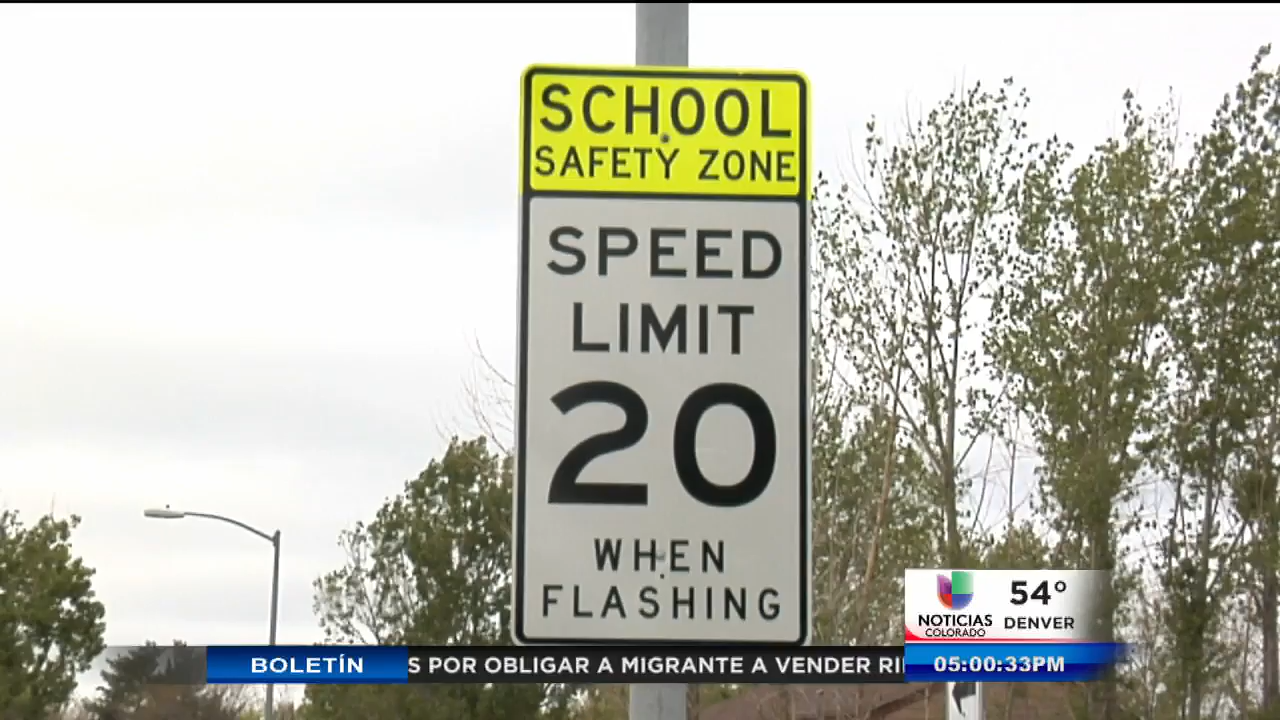 SCHOOL
SAFETY ZONE
SPEED
LIMIT
20
WHEN
FLASHING
NOTICIAS
COLORADO
54°
DENVER
BOLETÍN
POR OBLIGAR A MIGRANTE A VENDER
05:00:33PM